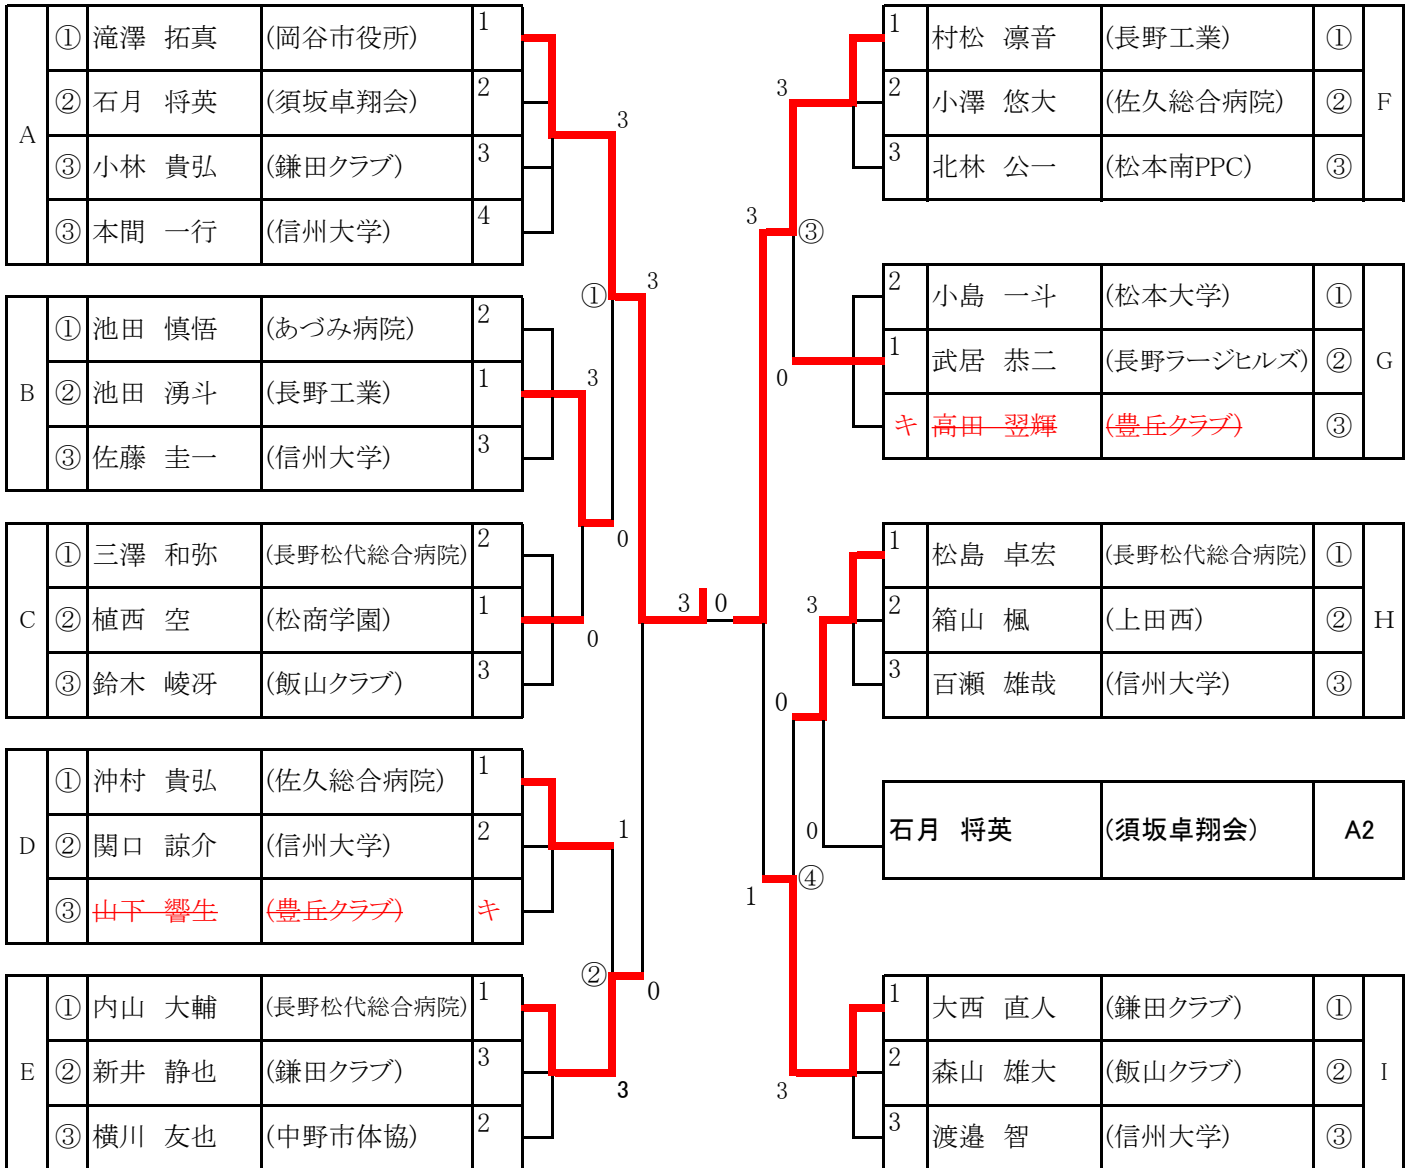 A
① 滝澤 拓真 (岡谷市役所) 1
② 石月 将英 (須坂卓翔会) 2
③ 小林 貴弘 (鎌田クラブ) 3
③ 本間 一行 (信州大学) 4
B
① 池田 慎悟 (あづみ病院) 2
② 池田 湧斗 (長野工業) 1
③ 佐藤 圭一 (信州大学) 3
C
① 三澤 和弥 (長野松代総合病院) 2
② 植西 空 (松商学園) 1
③ 鈴木 崚冴 (飯山クラブ) 3
D
① 沖村 貴弘 (佐久総合病院) 1
② 関口 諒介 (信州大学) 2
③ 山下 響生 (豊丘クラブ) キ
E
① 内山 大輔 (長野松代総合病院) 1
② 新井 静也 (鎌田クラブ) 3
③ 横川 友也 (中野市体協) 2
3
① 3
3
0
0
1
② 0
3
3 0
3
3 ③
0
3
0
0
1 ④
3
1 村松 凛音 (長野工業) ①
2 小澤 悠大 (佐久総合病院) ②
3 北林 公一 (松本南PPC) ③
F
2 小島 一斗 (松本大学) ①
1 武居 恭二 (長野ラージヒルズ) ②
キ 高田 翌輝 (豊丘クラブ) ③
G
1 松島 卓宏 (長野松代総合病院) ①
2 箱山 楓 (上田西) ②
3 百瀬 雄哉 (信州大学) ③
H
石月 将英 (須坂卓翔会) A2
1 大西 直人 (鎌田クラブ) ①
2 森山 雄大 (飯山クラブ) ②
3 渡邉 智 (信州大学) ③
I